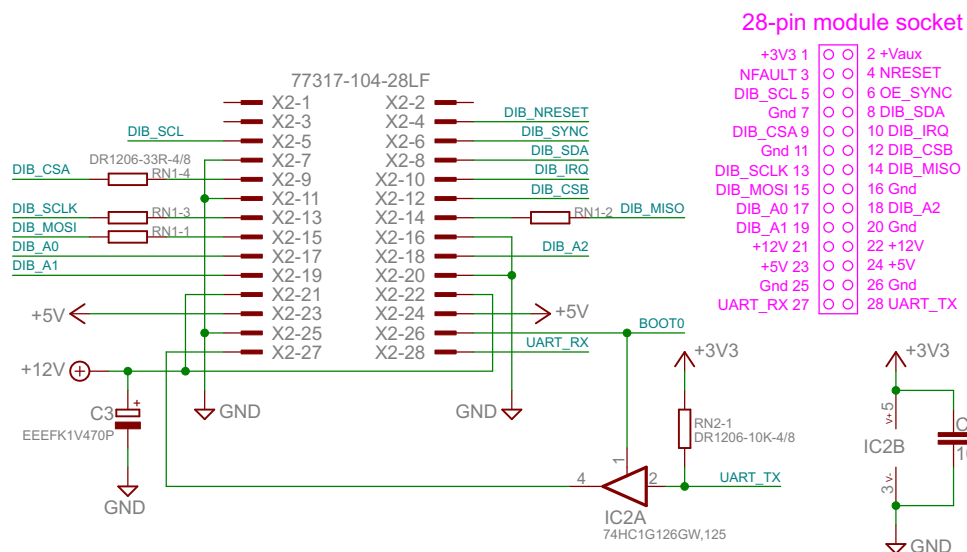 28-pin module socket
+3V3 1 2 +Vaux
NFAULT 3 4 NRESET
DIB_SCL 5 6 OE_SYNC
Gnd 7 8 DIB_SDA
DIB_CSA 9 10 DIB_IRQ
Gnd 11 12 DIB_CSB
DIB_SCLK 13 14 DIB_MISO
DIB_MOSI 15 16 Gnd
DIB_A0 17 18 DIB_A2
DIB_A1 19 20 Gnd
+12V 21 22 +12V
+5V 23 24 +5V
Gnd 25 26 Gnd
UART_RX 27 28 UART_TX
77317-104-28LF
X2-1 X2-2
X2-3 X2-4 DIB_NRESET
DIB_SCL X2-5 X2-6 DIB_SYNC
X2-7 X2-8 DIB_SDA
DR1206-33R-4/8
DIB_CSA RN1-4 X2-9 X2-10 DIB_IRQ
X2-11 X2-12 DIB_CSB
DIB_SCLK RN1-3 X2-13 X2-14 RN1-2 DIB_MISO
DIB_MOSI RN1-1 X2-15 X2-16
DIB_A0 X2-17 X2-18 DIB_A2
DIB_A1 X2-19 X2-20
X2-21 X2-22
+5V X2-23 X2-24 +5V
X2-25 X2-26 BOOT0
X2-27 X2-28 UART_RX
+12V
+3V3
+3V3
C3
+
EEEFK1V470P
GND
GND
GND
RN2-1
DR1206-10K-4/8
1
4
2
UART_TX
IC2A
74HC1G126GW,125
V+
5
IC2B
3
V-
C
10
GND